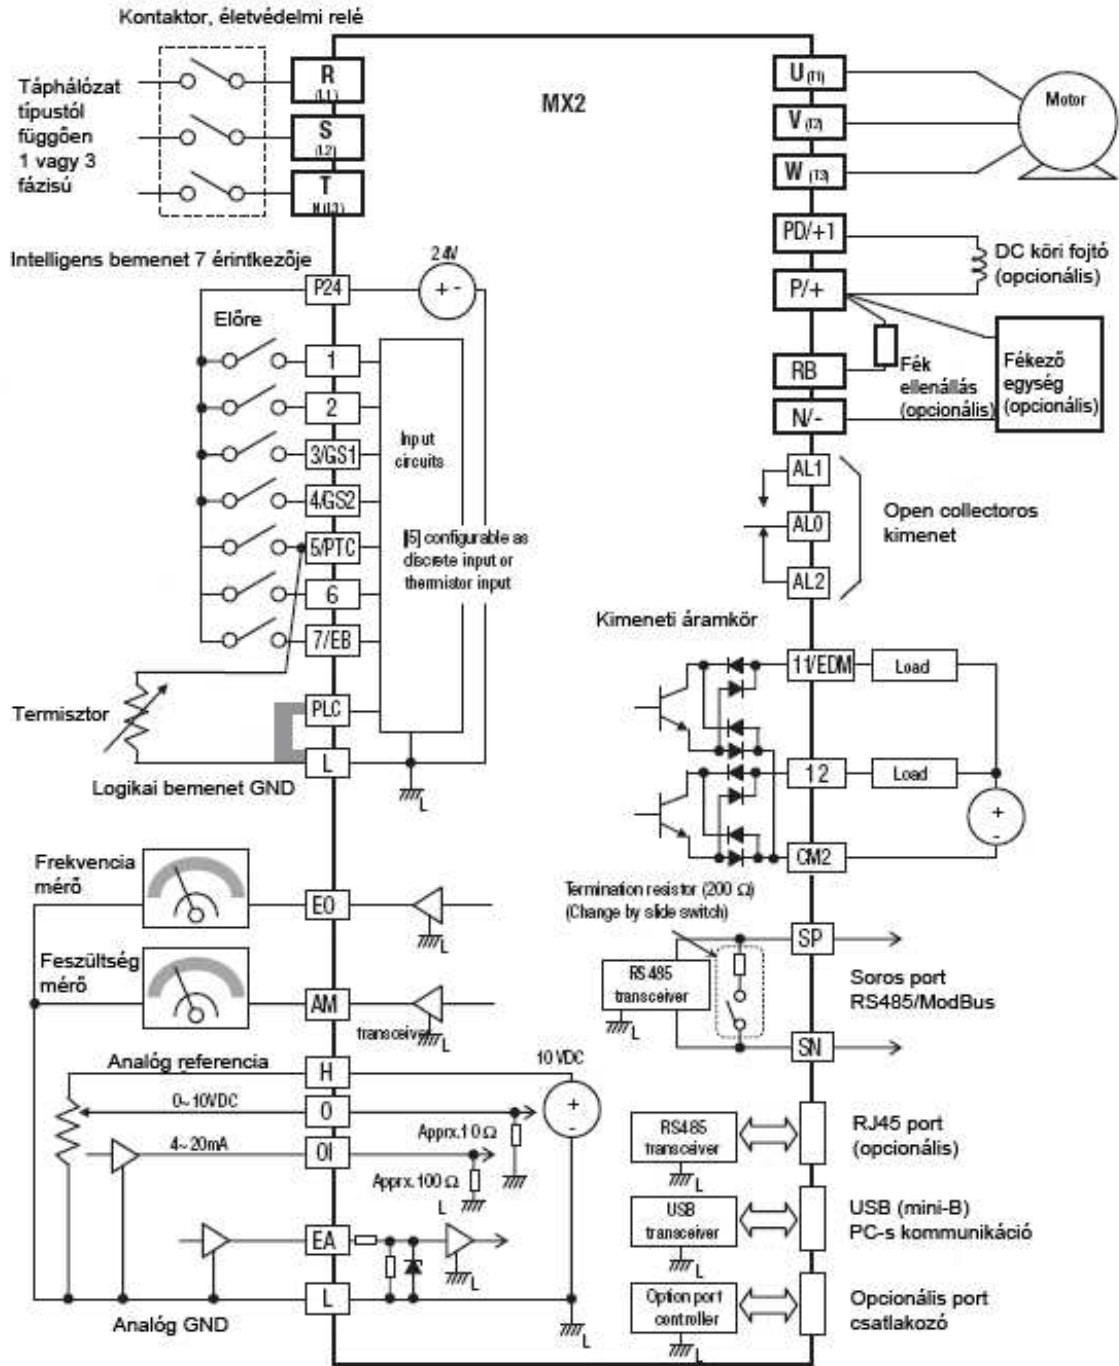 Kontaktor, életvédelmi relé
Táphálózat
típustól
függően
1 vagy 3
fázisú
R
(L1)
S
(L2)
T
N(L3)
MX2
U(T1)
V(T2)
W(T3)
Motor
PD/+1
P/+
DC köri fojtó
(opcionális)
RB
N/-
Fék
ellenállás
(opcionális)
Fékező
egység
(opcionális)
Intelligens bemenet 7 érintkezője
24V
+ -
P24
Előre
1
2
3/GS1
4/GS2
5/PTC
6
7/EB
PLC
L
Input
circuits
[5] configurable as
discrete input or
thermistor input
Termisztor
Logikai bemenet GND
L
AL1
AL0
AL2
Open collectoros
kimenet
Kimeneti áramkör
11/EDM
Load
12
Load
+
-
CM2
Frekvencia
mérő
EO
L
Feszültség
mérő
AM
transceiver
L
Termination resistor (200 Ω)
(Change by slide switch)
SP
RS485
transceiver
L
SN
Soros port
RS485/ModBus
Analóg referencia
H
10 VDC
0~10VDC
O
+
-
Apprx.10 Ω
4~20mA
OI
Apprx.100 Ω
L
EA
L
L
Analóg GND
L
RS485
transceiver
L
RJ45 port
(opcionális)
USB
transceiver
L
USB (mini-B)
PC-s kommunikáció
Option port
controller
L
Opcionális port
csatlakozó